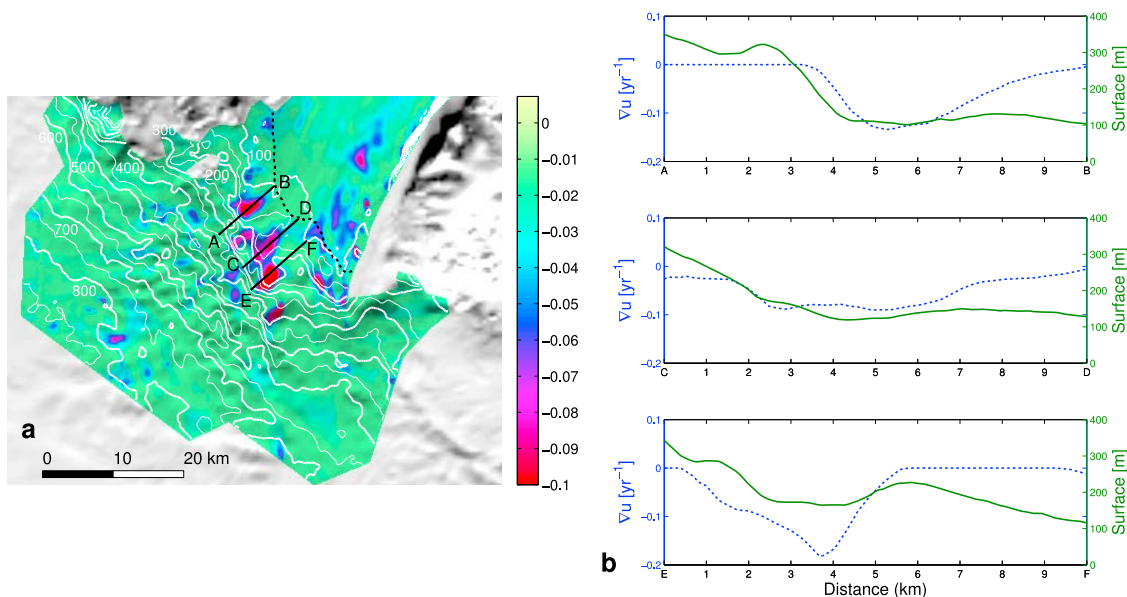 600
500
400
300
200
100
700
800
A
B
C
D
E
F
a
0 10 20 km
0
−0.01
−0.02
−0.03
−0.04
−0.05
−0.06
−0.07
−0.08
−0.09
−0.1
0.1
0
−0.1
−0.2
∇u [yr⁻¹]
400
300
200
100
0
Surface [m]
A 1 2 3 4 5 6 7 8 9 B
0.1
0
−0.1
−0.2
∇u [yr⁻¹]
400
300
200
100
0
Surface [m]
C 1 2 3 4 5 6 7 8 9 D
0.1
0
−0.1
−0.2
∇u [yr⁻¹]
400
300
200
100
0
Surface [m]
E 1 2 3 4 5 6 7 8 9 F
Distance (km)
b